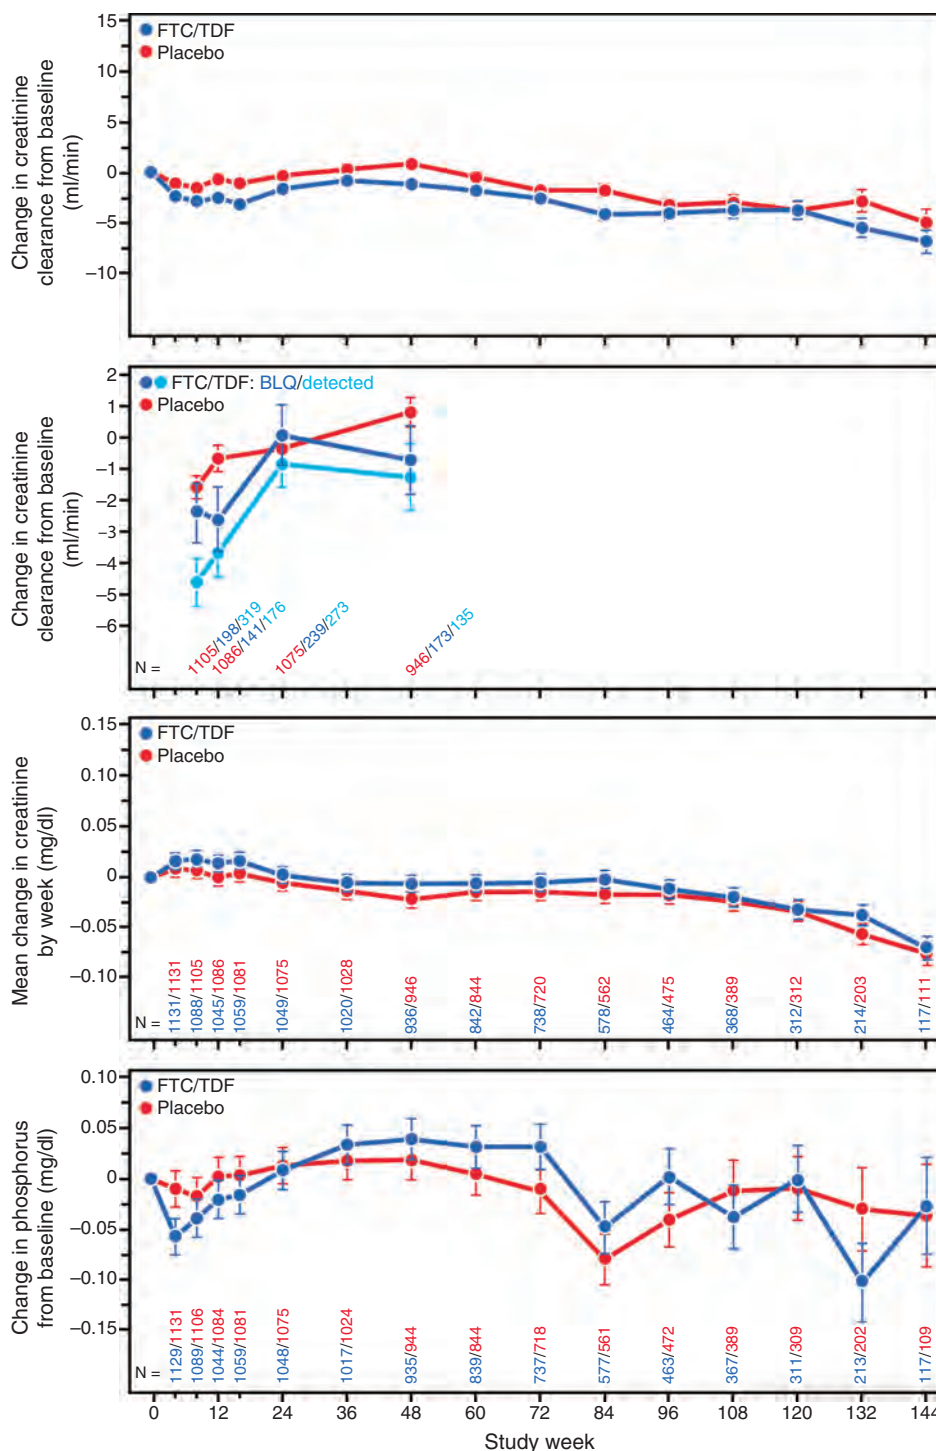 Change in creatinine
clearance from baseline
(ml/min)
15
10
5
0
−5
−10
FTC/TDF
Placebo
Change in creatinine
clearance from baseline
(ml/min)
2
1
0
−1
−2
−3
−4
−5
−6
FTC/TDF: BLQ/detected
Placebo
N =
1105/198/319
1086/141/176
1075/239/273
946/173/135
Mean change in creatinine
by week (mg/dl)
0.15
0.10
0.05
0
−0.05
−0.10
FTC/TDF
Placebo
N =
1131/1131
1088/1105
1045/1086
1059/1081
1049/1075
1020/1028
936/946
842/844
738/720
578/562
464/475
368/389
312/312
214/203
117/111
Change in phosphorus
from baseline (mg/dl)
0.10
0.05
0
−0.05
−0.10
−0.15
FTC/TDF
Placebo
N =
1129/1131
1089/1106
1044/1084
1059/1081
1048/1075
1017/1024
935/944
839/844
737/718
577/561
463/472
367/389
311/309
213/202
117/109
0 12 24 36 48 60 72 84 96 108 120 132 144
Study week